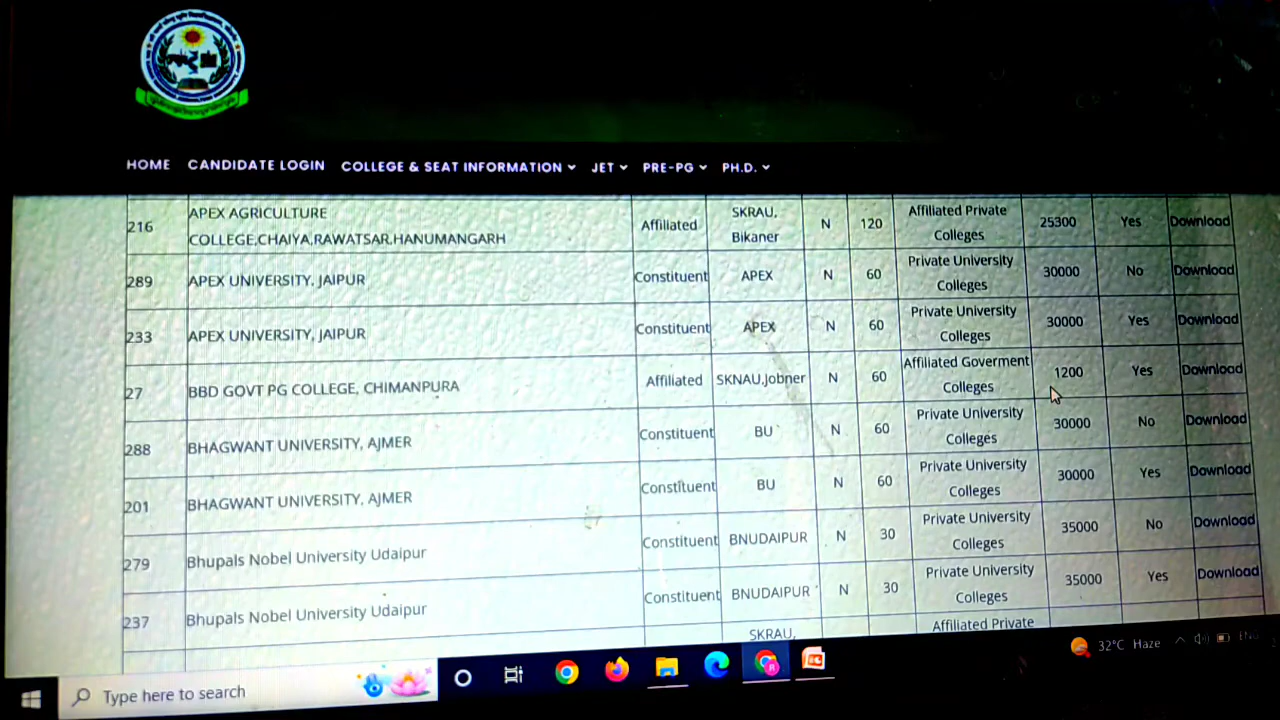 HOME CANDIDATE LOGIN COLLEGE & SEAT INFORMATION JET PRE-PG PH.D.
216 APEX AGRICULTURE COLLEGE,CHAIYA,RAWATSAR,HANUMANGARH Affiliated SKRAU, Bikaner N 120 Affiliated Private Colleges 25300 Yes Download
289 APEX UNIVERSITY, JAIPUR Constituent APEX N 60 Private University Colleges 30000 No Download
233 APEX UNIVERSITY, JAIPUR Constituent APEX N 60 Private University Colleges 30000 Yes Download
27 BBD GOVT PG COLLEGE, CHIMANPURA Affiliated SKNAU,Jobner N 60 Affiliated Goverment Colleges 1200 Yes Download
288 BHAGWANT UNIVERSITY, AJMER Constituent BU N 60 Private University Colleges 30000 No Download
201 BHAGWANT UNIVERSITY, AJMER Constituent BU N 60 Private University Colleges 30000 Yes Download
279 Bhupals Nobel University Udaipur Constituent BNUDAIPUR N 30 Private University Colleges 35000 No Download
237 Bhupals Nobel University Udaipur Constituent BNUDAIPUR N 30 Private University Colleges 35000 Yes Download
SKRAU, Affiliated Private
Type here to search 32°C Haze ENG